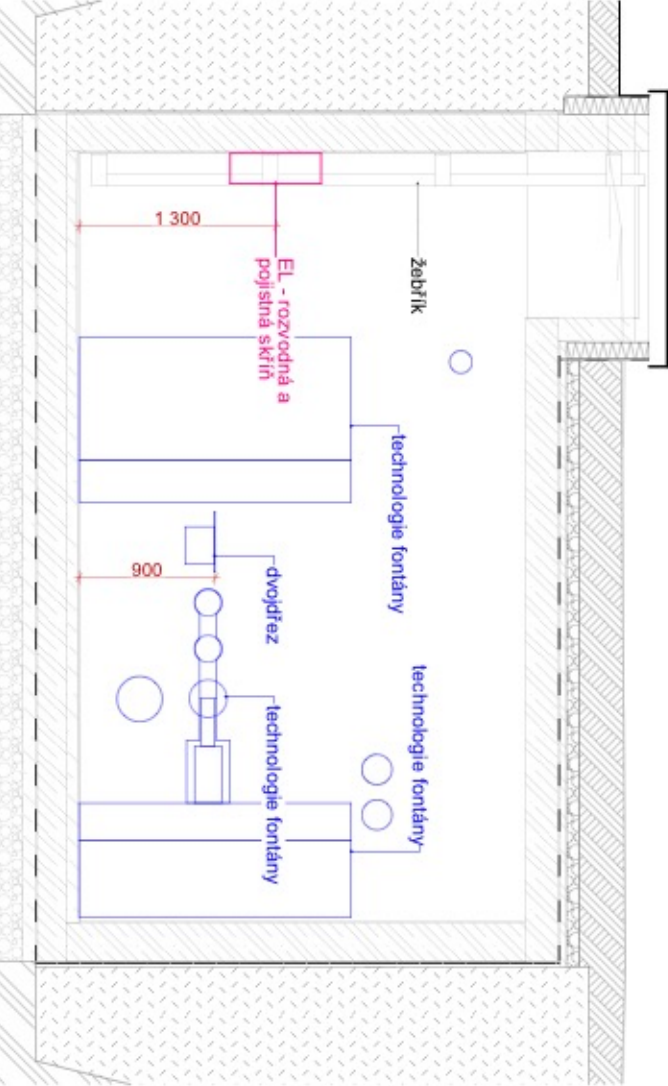 žebřík
1 300
EL - rozvodná a
pojistná skříň
technologie fontány
dvojdřez
900
technologie fontány
technologie fontány